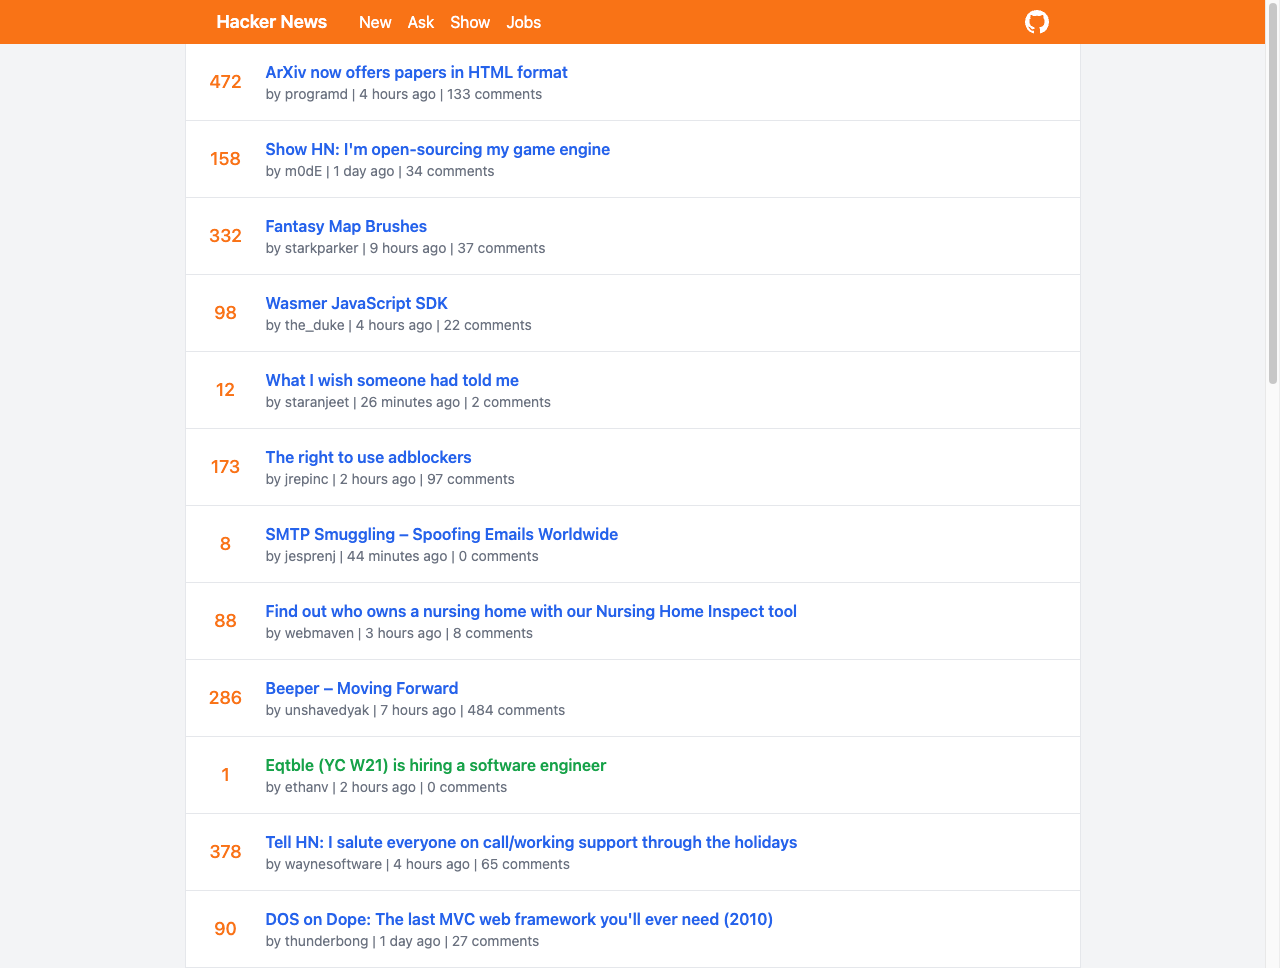 Hacker News New Ask Show Jobs
472
ArXiv now offers papers in HTML format
by programd | 4 hours ago | 133 comments
158
Show HN: I'm open-sourcing my game engine
by m0dE | 1 day ago | 34 comments
332
Fantasy Map Brushes
by starkparker | 9 hours ago | 37 comments
98
Wasmer JavaScript SDK
by the_duke | 4 hours ago | 22 comments
12
What I wish someone had told me
by staranjeet | 26 minutes ago | 2 comments
173
The right to use adblockers
by jrepinc | 2 hours ago | 97 comments
8
SMTP Smuggling – Spoofing Emails Worldwide
by jesprenj | 44 minutes ago | 0 comments
88
Find out who owns a nursing home with our Nursing Home Inspect tool
by webmaven | 3 hours ago | 8 comments
286
Beeper – Moving Forward
by unshavedyak | 7 hours ago | 484 comments
1
Eqtble (YC W21) is hiring a software engineer
by ethanv | 2 hours ago | 0 comments
378
Tell HN: I salute everyone on call/working support through the holidays
by waynesoftware | 4 hours ago | 65 comments
90
DOS on Dope: The last MVC web framework you'll ever need (2010)
by thunderbong | 1 day ago | 27 comments